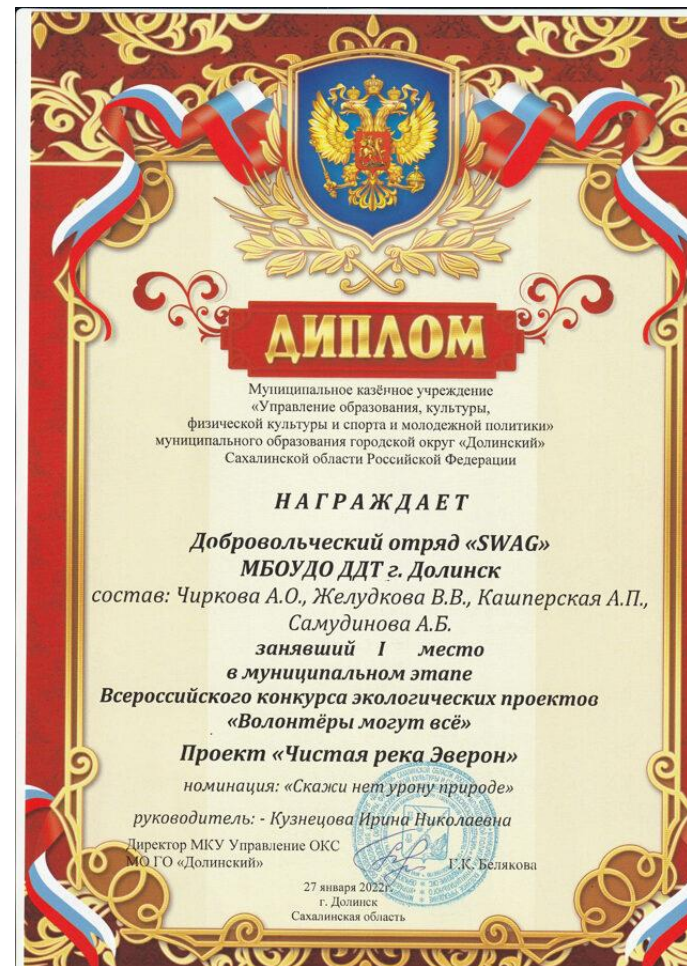 ДИПЛОМ
Муниципальное казённое учреждение
«Управление образования, культуры,
физической культуры и спорта и молодежной политики»
муниципального образования городской округ «Долинский»
Сахалинской области Российской Федерации
НАГРАЖДАЕТ
Добровольческий отряд «SWAG»
МБОУДО ДДТ г. Долинск
состав: Чиркова А.О., Желудкова В.В., Кашперская А.П.,
Самудинова А.Б.
занявший I место
в муниципальном этапе
Всероссийского конкурса экологических проектов
«Волонтёры могут всё»
Проект «Чистая река Эверон»
номинация: «Скажи нет урону природе»
руководитель: - Кузнецова Ирина Николаевна
Директор МКУ Управление ОКС
МО ГО «Долинский» Г.К. Белякова
27 января 2022г.
г. Долинск
Сахалинская область